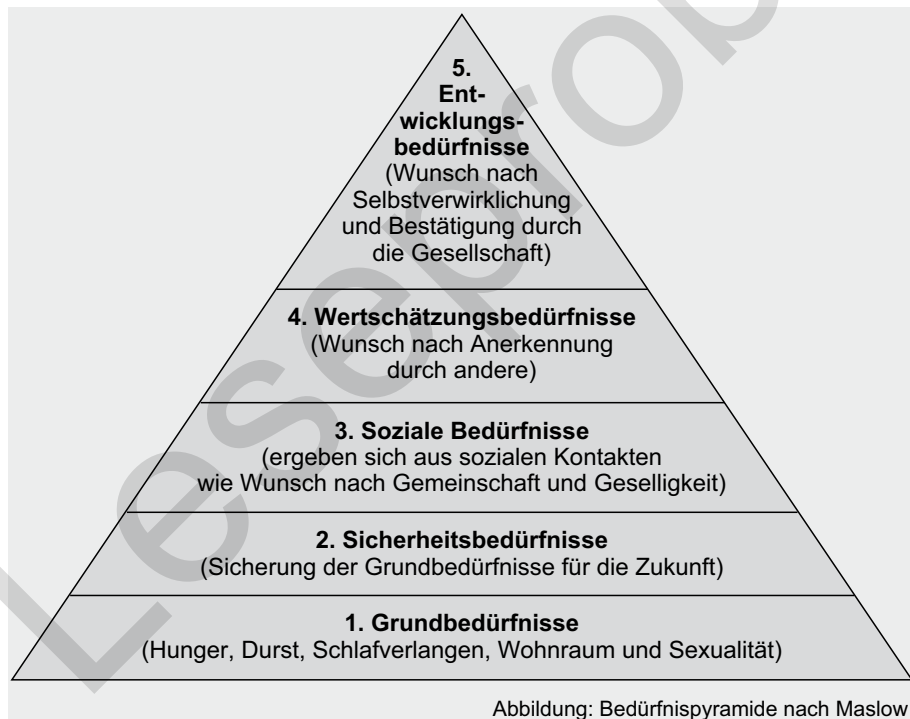 5.
Ent-
wicklungs-
bedürfnisse
(Wunsch nach
Selbstverwirklichung
und Bestätigung durch
die Gesellschaft)
4. Wertschätzungsbedürfnisse
(Wunsch nach Anerkennung
durch andere)
3. Soziale Bedürfnisse
(ergeben sich aus sozialen Kontakten
wie Wunsch nach Gemeinschaft und Geselligkeit)
2. Sicherheitsbedürfnisse
(Sicherung der Grundbedürfnisse für die Zukunft)
1. Grundbedürfnisse
(Hunger, Durst, Schlafverlangen, Wohnraum und Sexualität)
Abbildung: Bedürfnispyramide nach Maslow
Leseprob